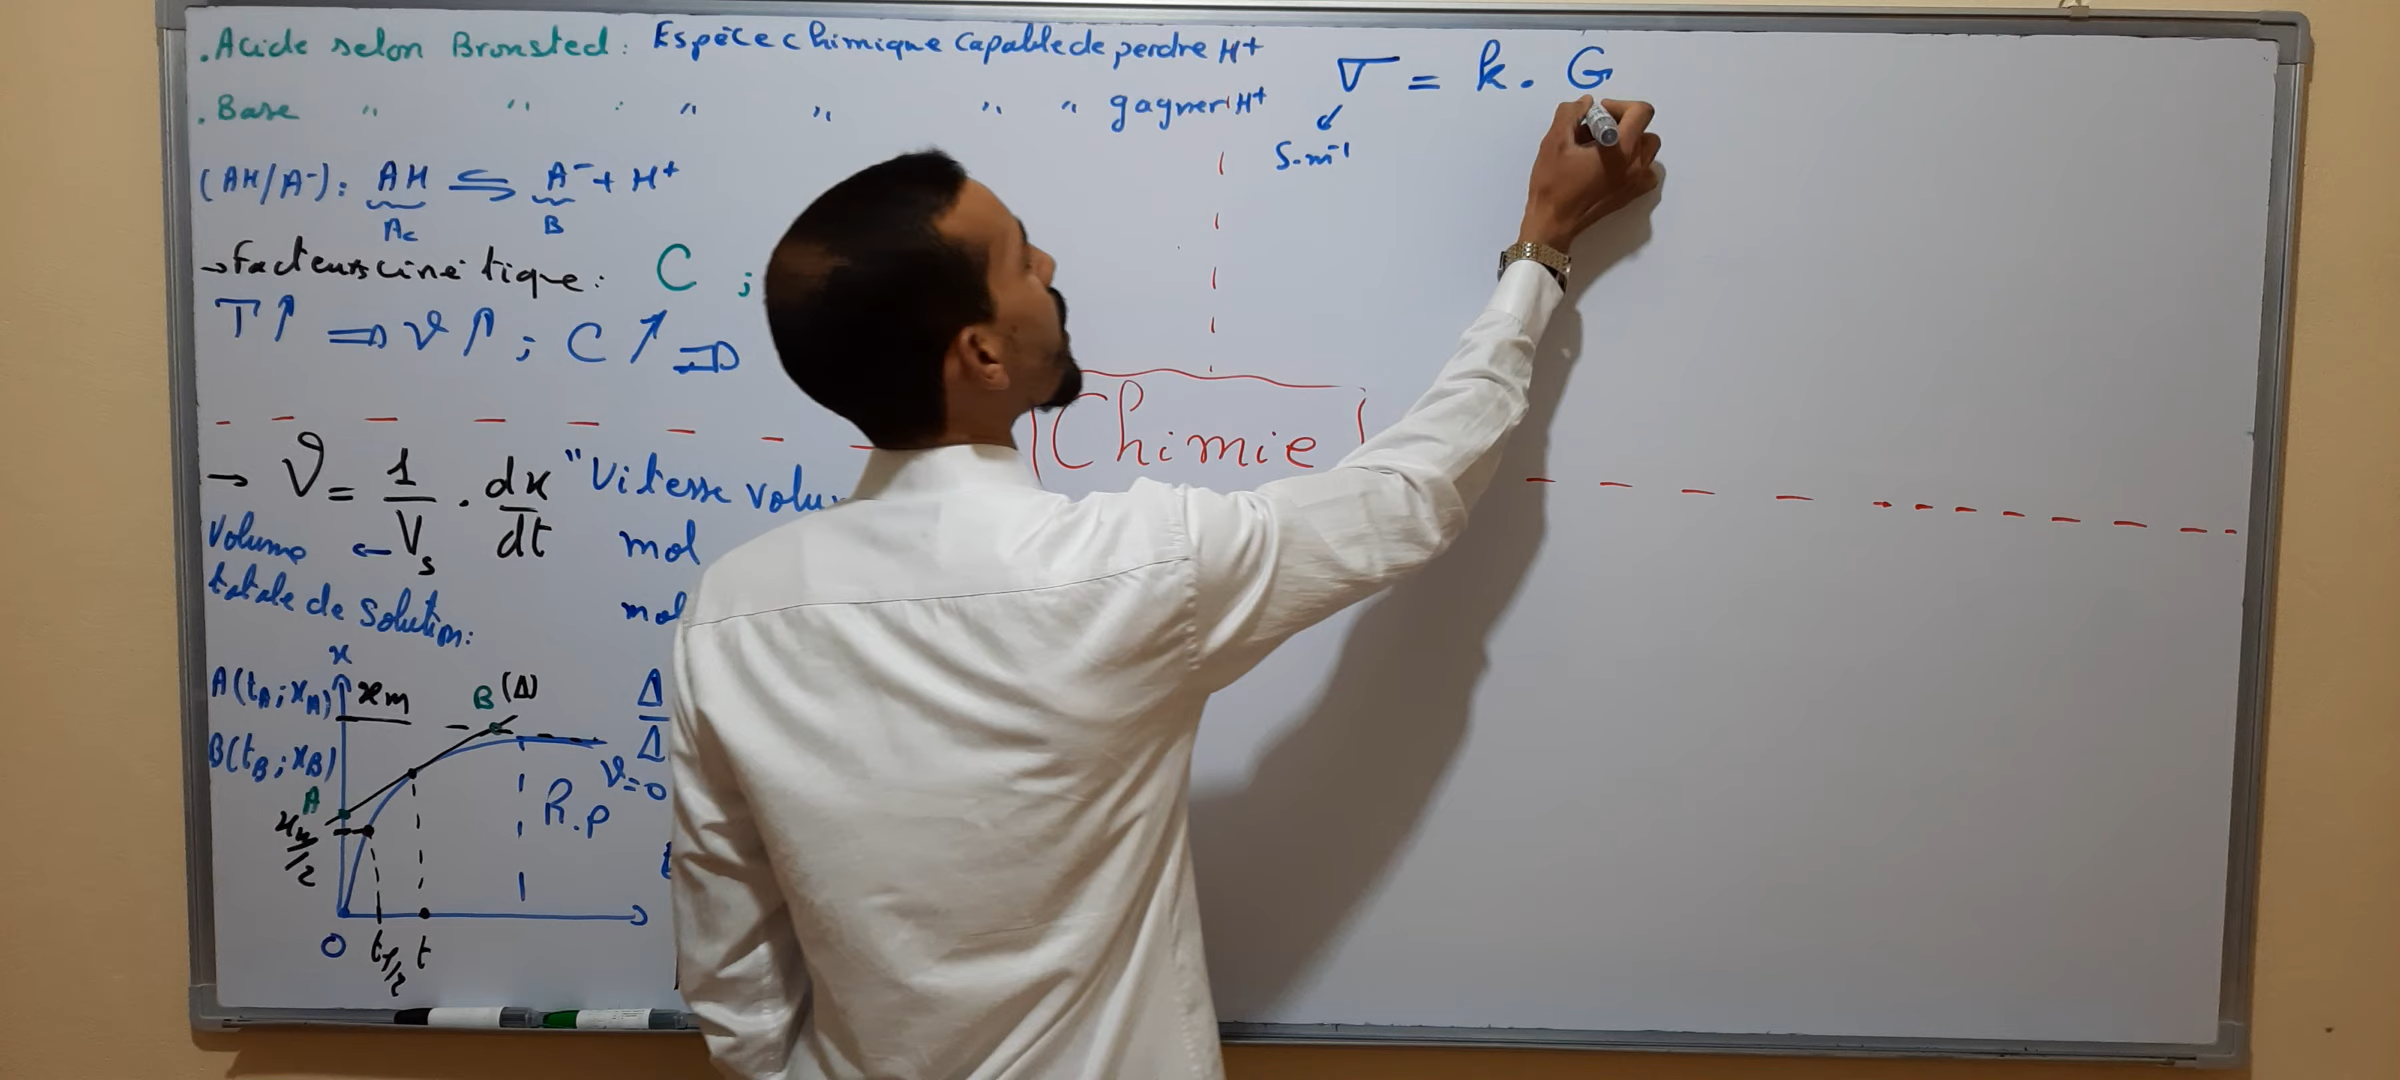 . Acide selon Bronsted : Espèce chimique capable de perdre H+
. Base " " : " " " " gagner H+
(AH/A-) : AH ⇌ A- + H+
Ac B
→ Facteurs cinétique : C ;
T↑ ⇒ v↑ ; C↑ ⇒
→ v = 1/Vs . dx/dt "Vitesse volu
Volume ← Vs mol
totale de solution : mol
x
A(tA ; xA) xm B (Δ) Δ
B(tB ; xB) Δ
A v=0
xm/2 R.P
0 t1/2 t
Chimie
σ = k . G
S.m-1